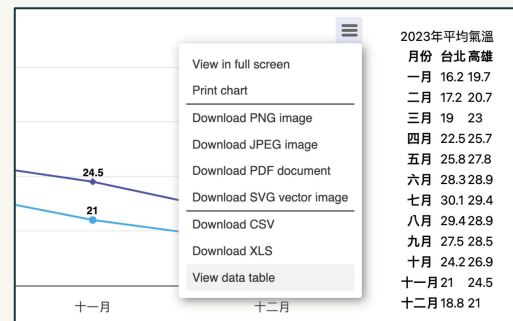 24.5
21
十一月
十二月
View in full screen
Print chart
Download PNG image
Download JPEG image
Download PDF document
Download SVG vector image
Download CSV
Download XLS
View data table
2023年平均氣溫
月份 台北 高雄
一月 16.2 19.7
二月 17.2 20.7
三月 19 23
四月 22.5 25.7
五月 25.8 27.8
六月 28.3 28.9
七月 30.1 29.4
八月 29.4 28.9
九月 27.5 28.5
十月 24.2 26.9
十一月 21 24.5
十二月 18.8 21